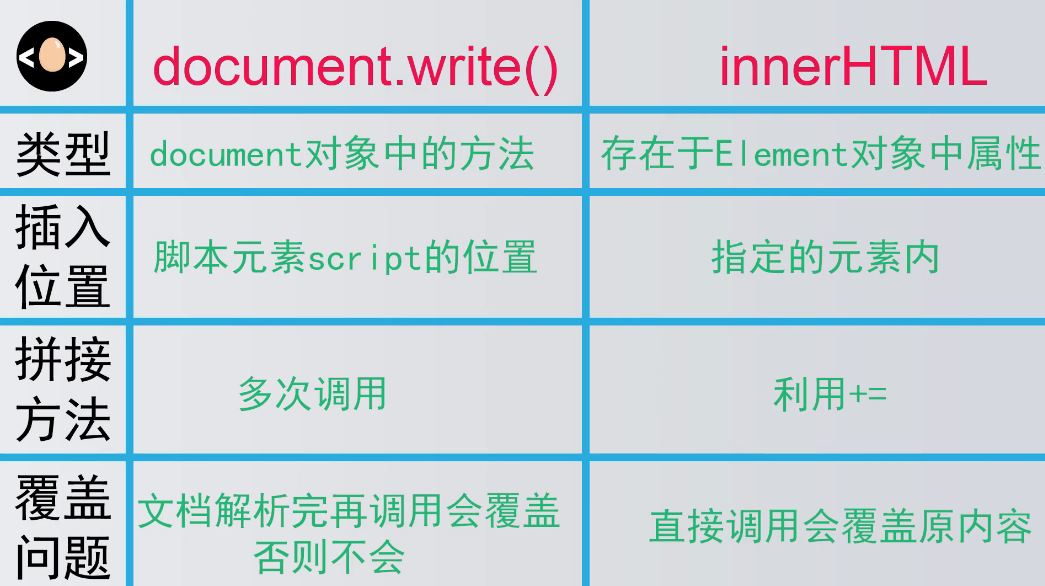 document.write() innerHTML
类型 document对象中的方法 存在于Element对象中属性
插入
位置 脚本元素script的位置 指定的元素内
拼接
方法 多次调用 利用+=
覆盖
问题 文档解析完再调用会覆盖
否则不会 直接调用会覆盖原内容